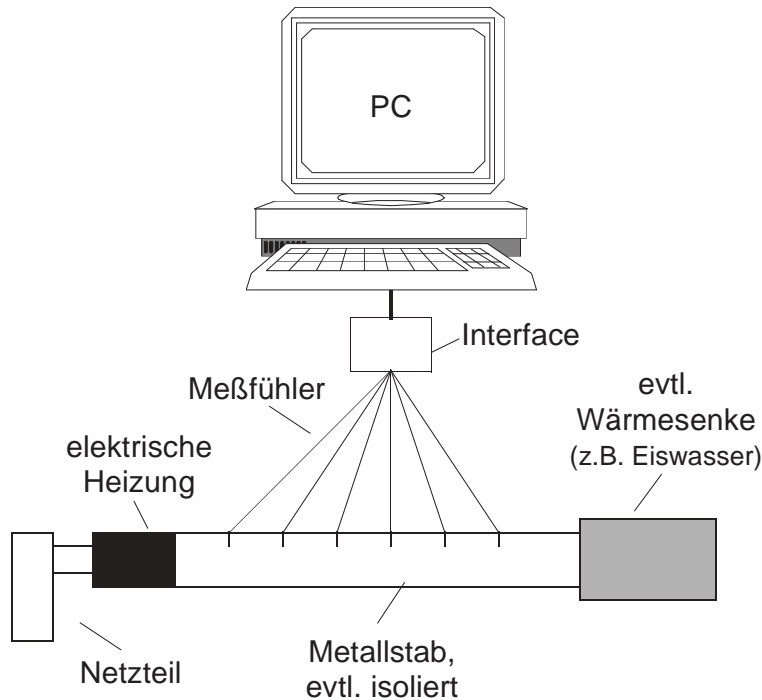 PC
Interface
Meßfühler
evtl.
Wärmesenke
(z.B. Eiswasser)
elektrische
Heizung
Netzteil
Metallstab,
evtl. isoliert